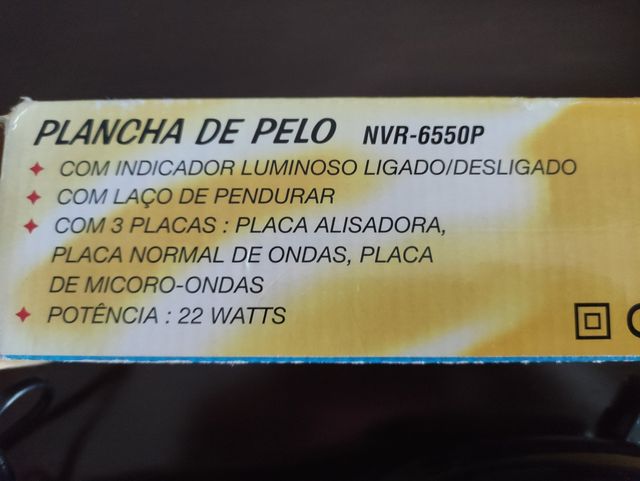 PLANCHA DE PELO NVR-6550P
COM INDICADOR LUMINOSO LIGADO/DESLIGADO
COM LAÇO DE PENDURAR
COM 3 PLACAS : PLACA ALISADORA,
PLACA NORMAL DE ONDAS, PLACA
DE MICORO-ONDAS
POTÊNCIA : 22 WATTS